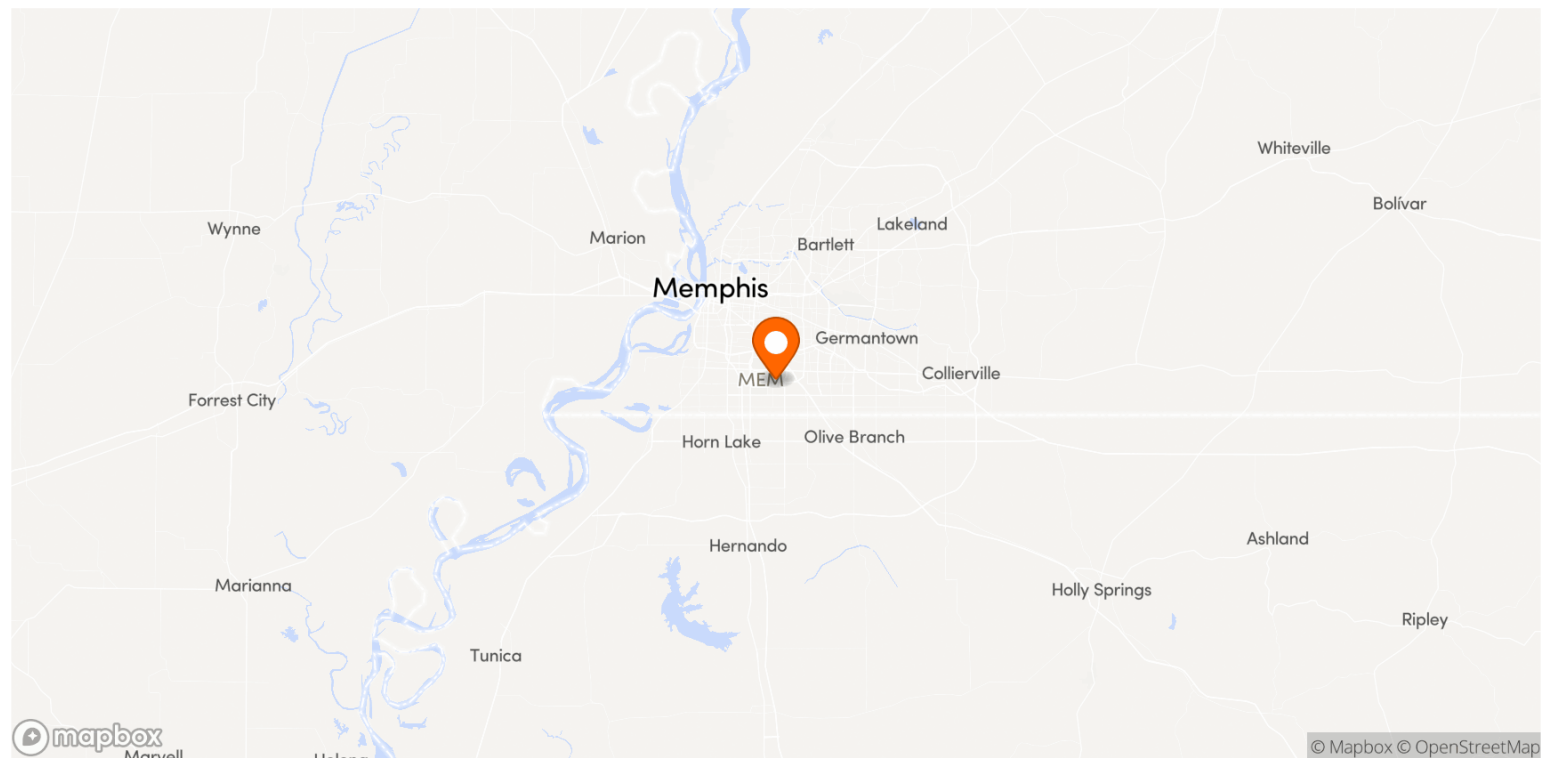 Whiteville
Bolívar
Lakeland
Wynne
Marion
Bartlett
Memphis
Germantown
Collierville
MEM
Forrest City
Horn Lake
Olive Branch
Ashland
Hernando
Marianna
Holly Springs
Ripley
Tunica
mapbox
© Mapbox © OpenStreetMap